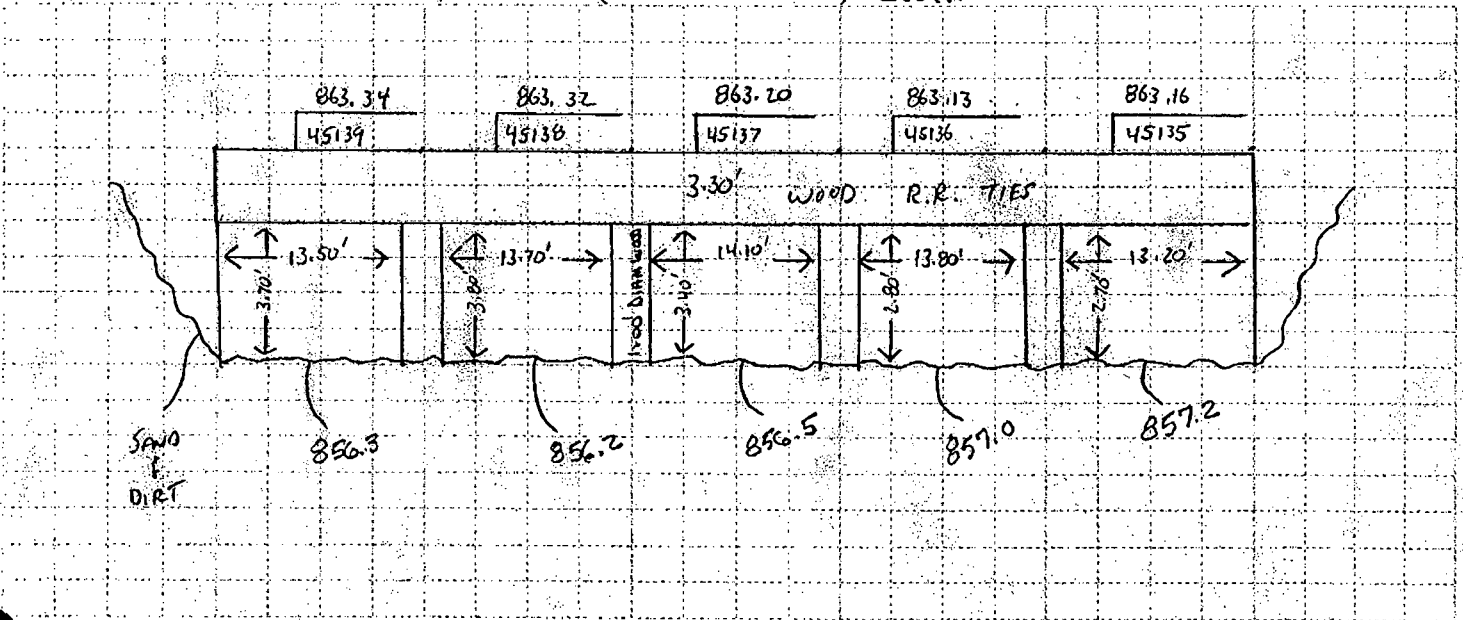 863.34 863.32 863.20 863.13 863.16
45139 45138 45137 45136 45135
3.30' WOOD R.R. TIES
13.50' 13.70' 14.10' 13.80' 13.20'
3.70' 3.80' WOOD 3.40' 2.80' 2.70'
856.3 856.2 856.5 857.0 857.2
SAND
&
DIRT